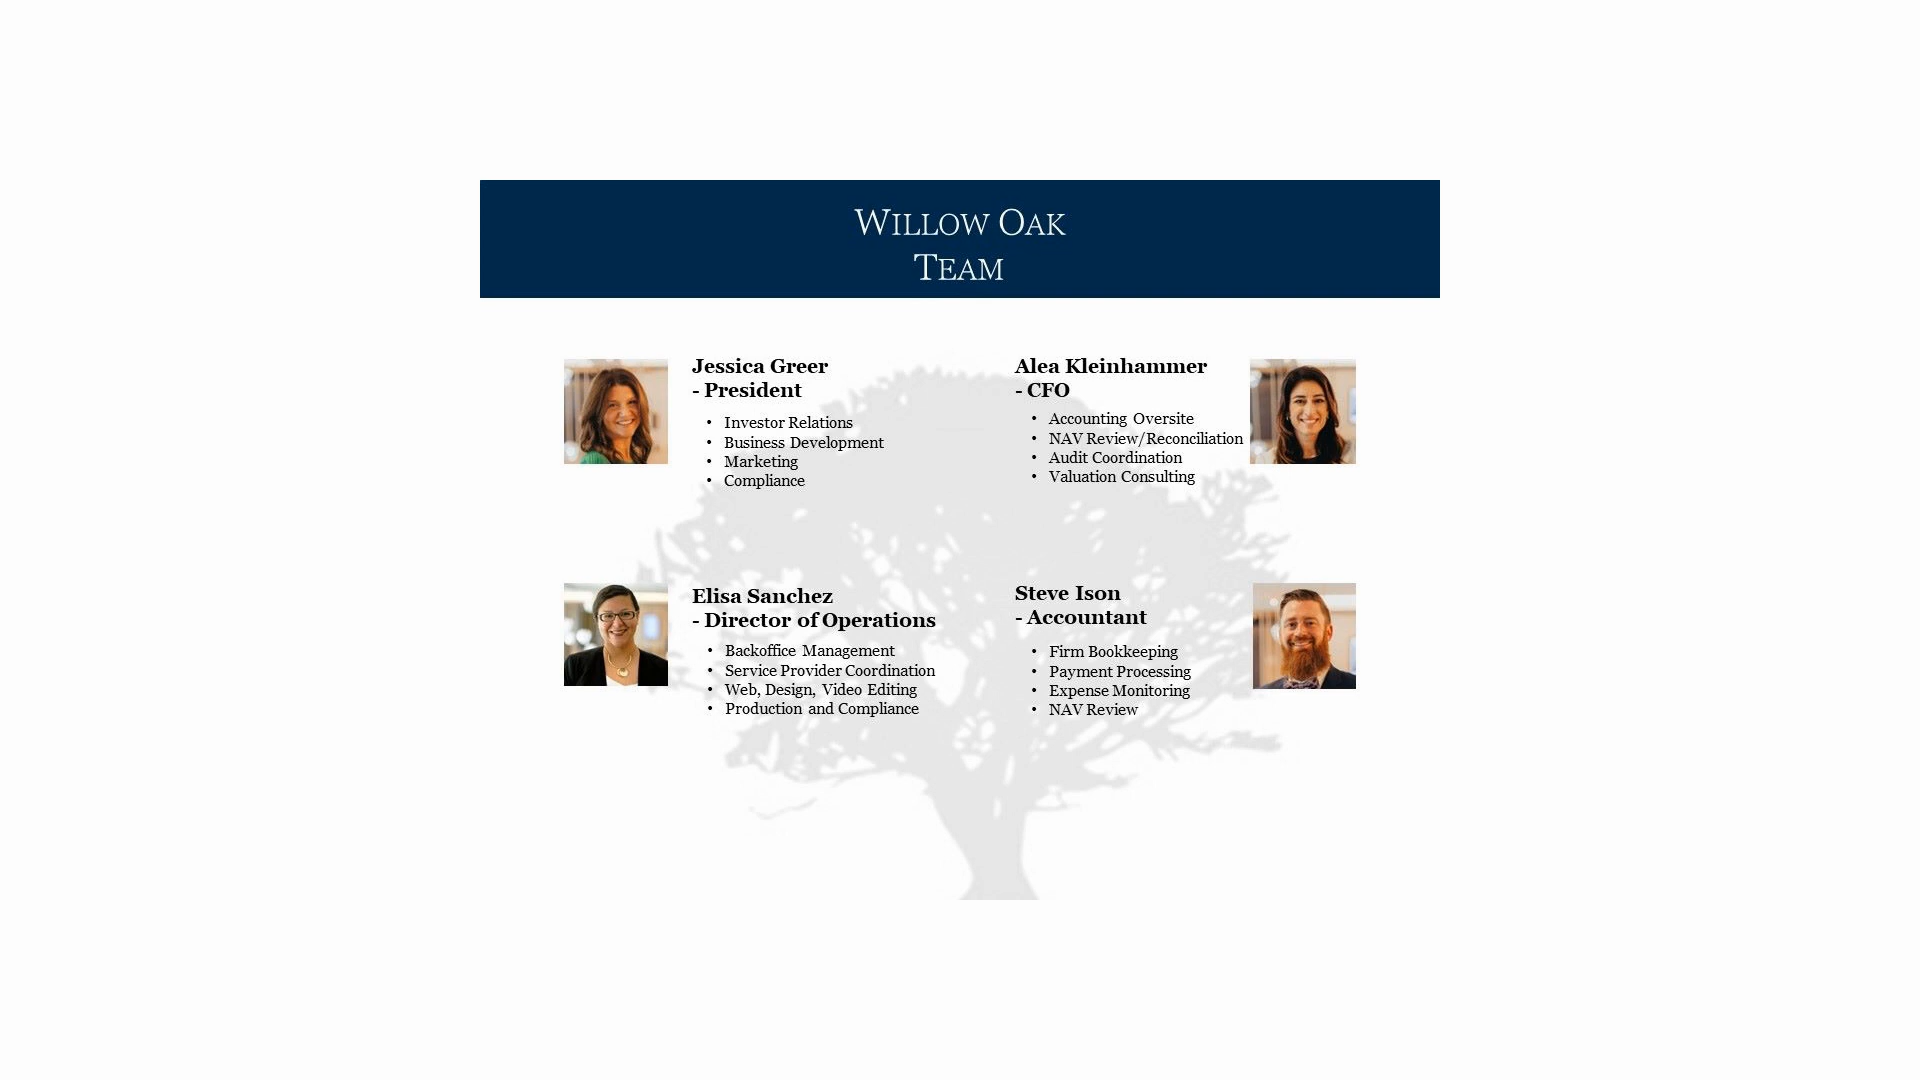 WILLOW OAK
TEAM
Jessica Greer
- President
• Investor Relations
• Business Development
• Marketing
• Compliance
Alea Kleinhammer
- CFO
• Accounting Oversite
• NAV Review/Reconciliation
• Audit Coordination
• Valuation Consulting
Elisa Sanchez
- Director of Operations
• Backoffice Management
• Service Provider Coordination
• Web, Design, Video Editing
• Production and Compliance
Steve Ison
- Accountant
• Firm Bookkeeping
• Payment Processing
• Expense Monitoring
• NAV Review